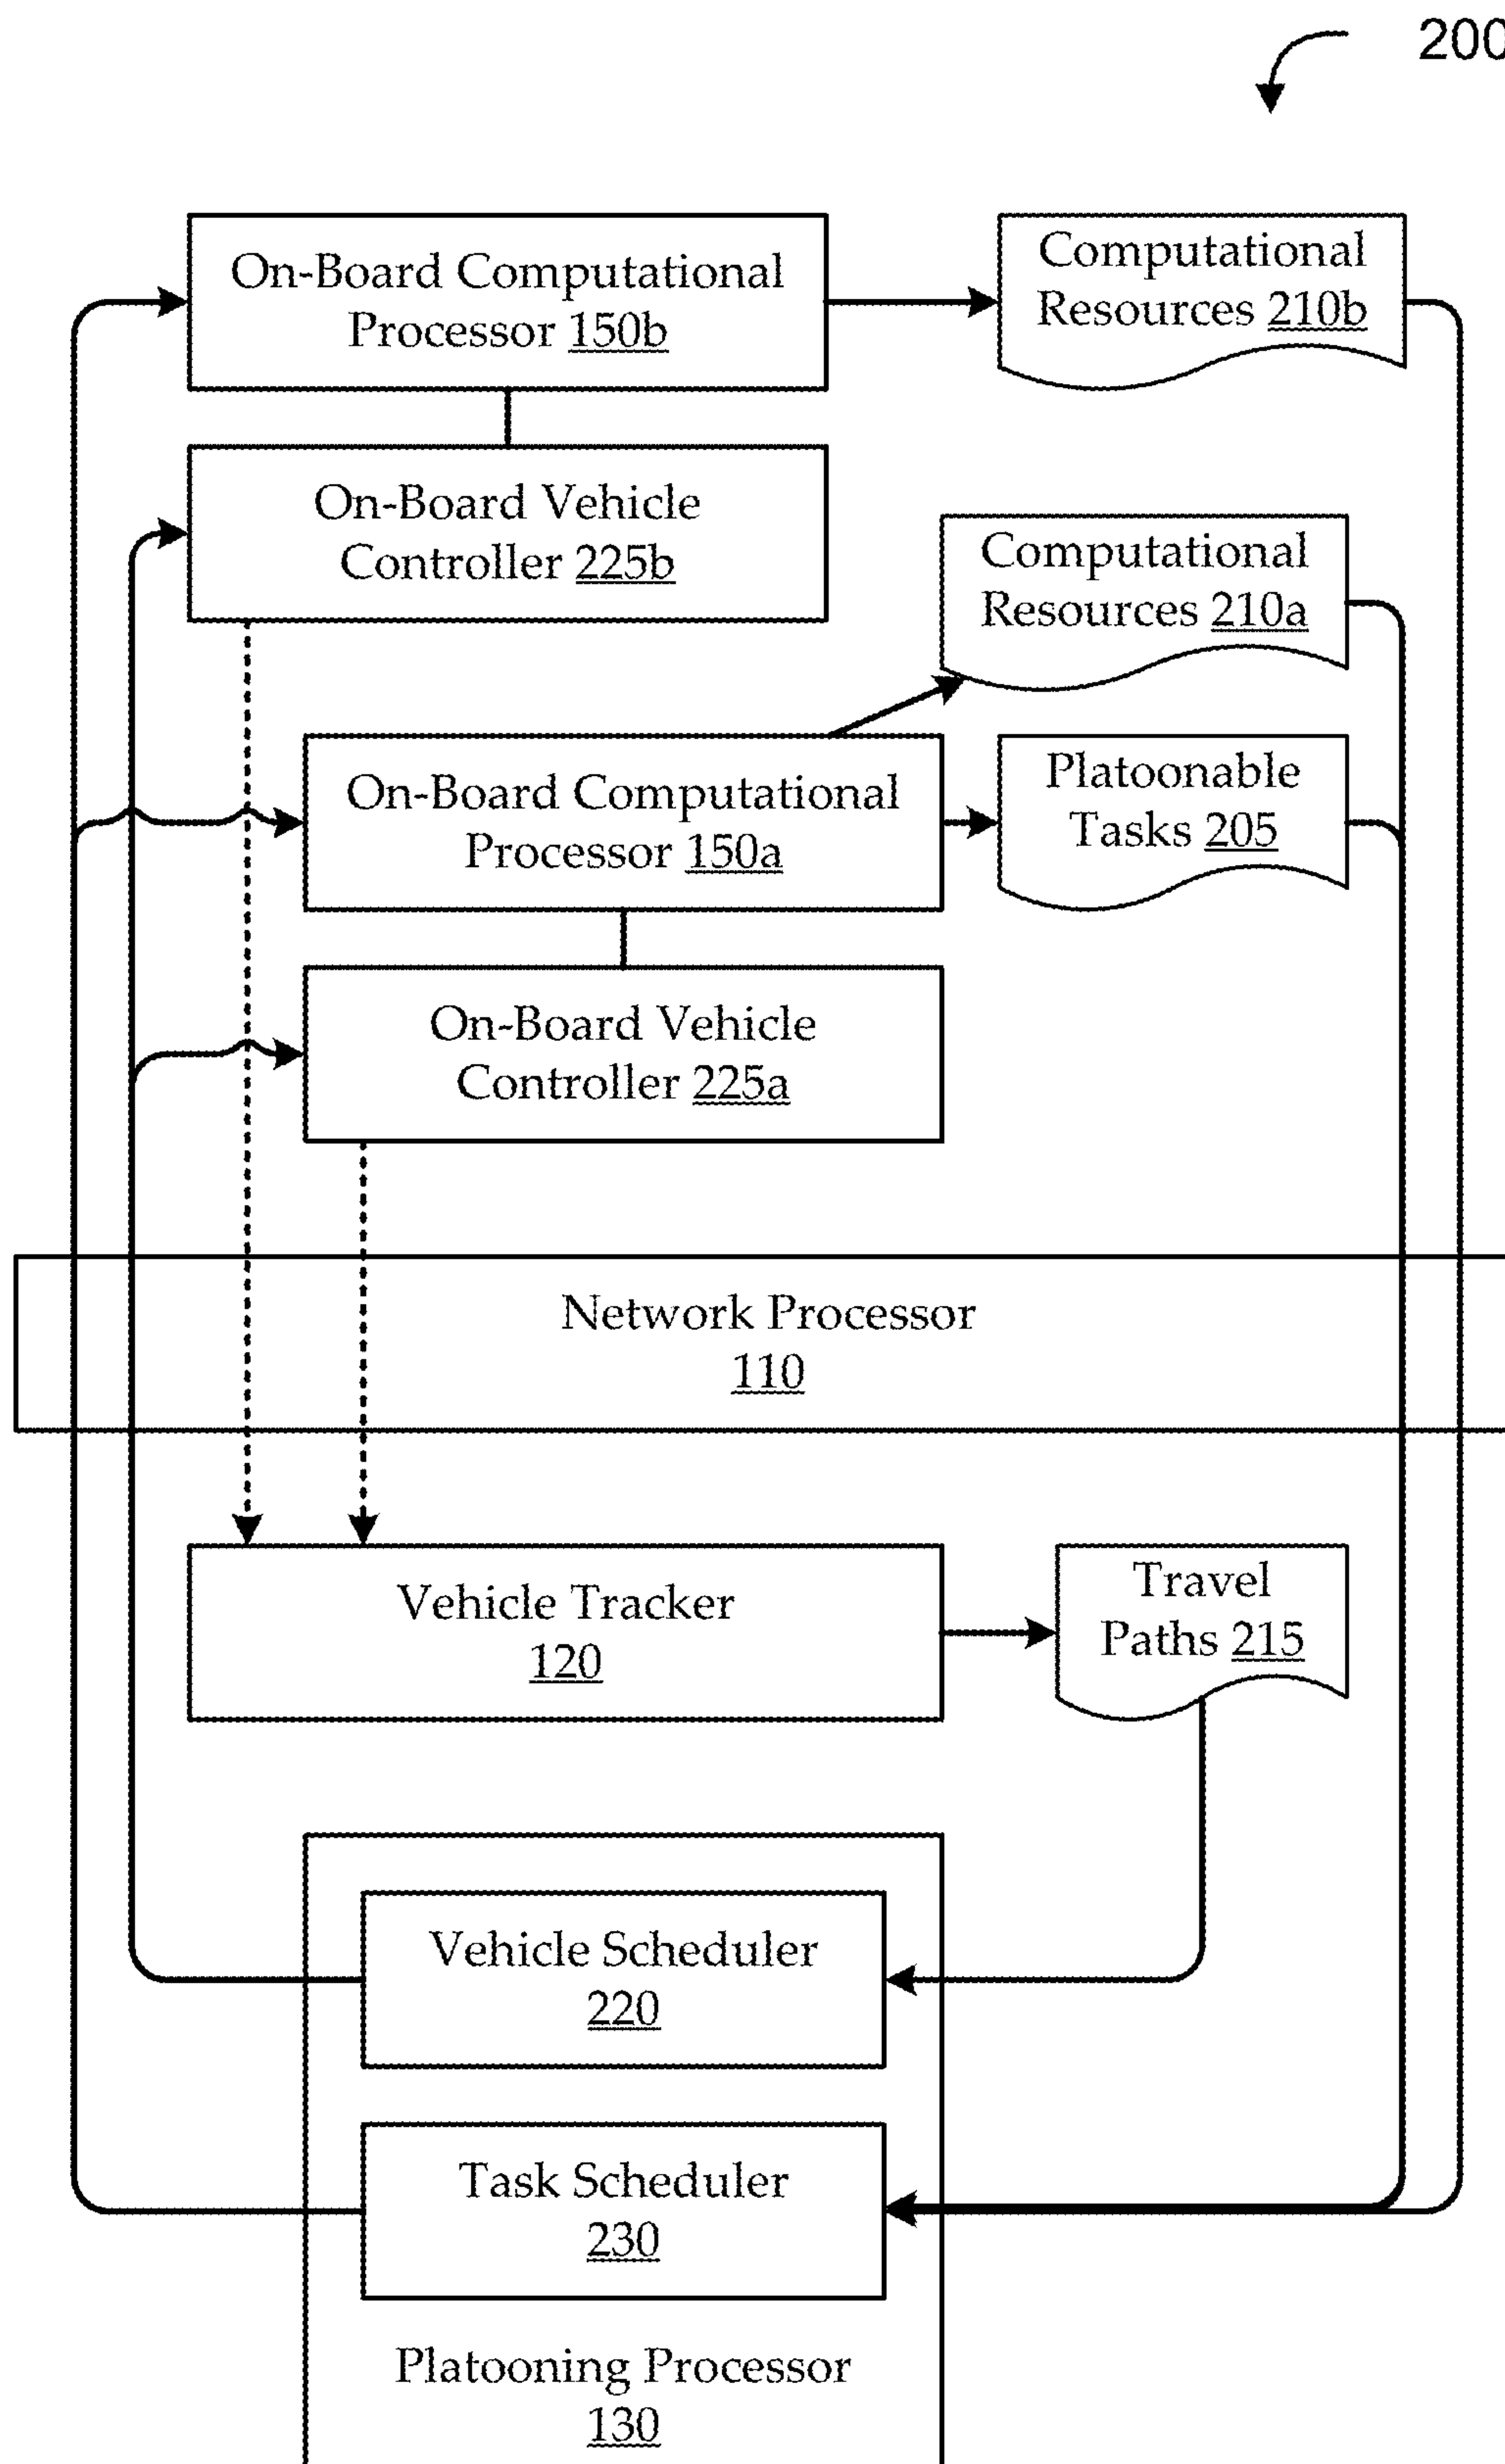 200
On-Board Computational
Processor 150b
Computational
Resources 210b
On-Board Vehicle
Controller 225b
Computational
Resources 210a
On-Board Computational
Processor 150a
Platoonable
Tasks 205
On-Board Vehicle
Controller 225a
Network Processor
110
Vehicle Tracker
120
Travel
Paths 215
Vehicle Scheduler
220
Task Scheduler
230
Platooning Processor
130